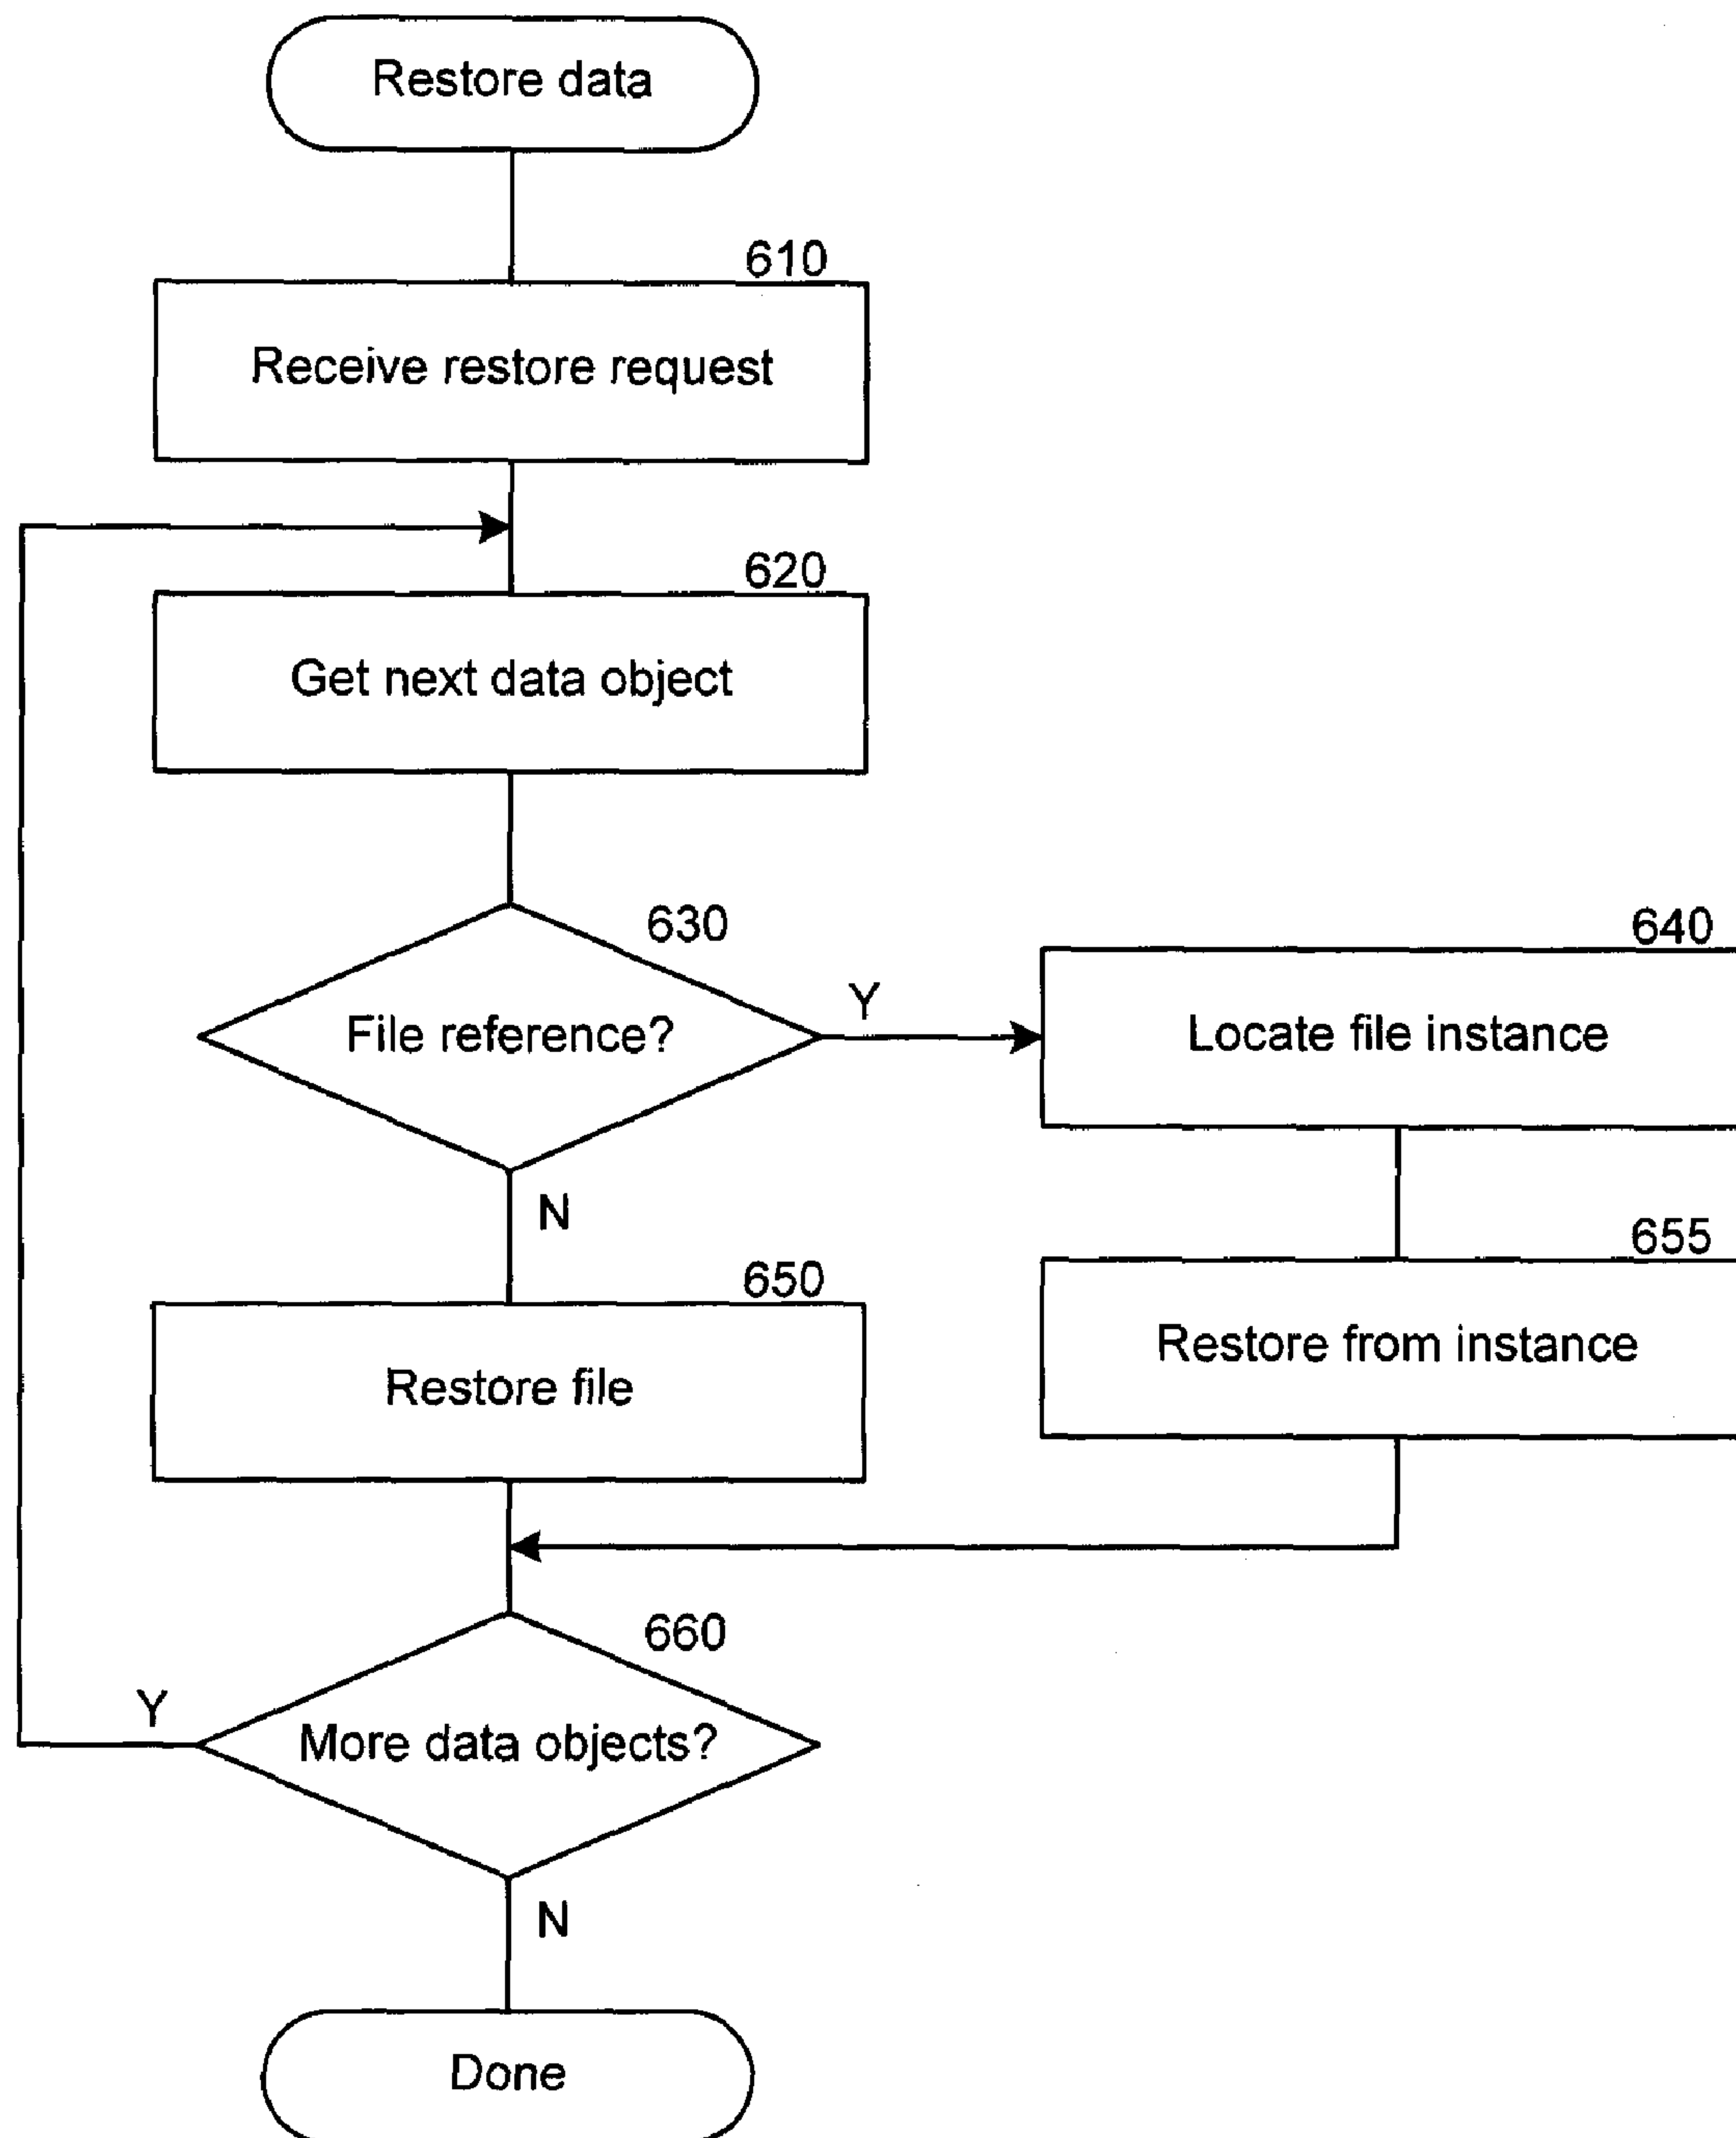 Restore data
610
Receive restore request
620
Get next data object
630
File reference?
Y
640
Locate file instance
N
650
Restore file
655
Restore from instance
660
More data objects?
Y
N
Done